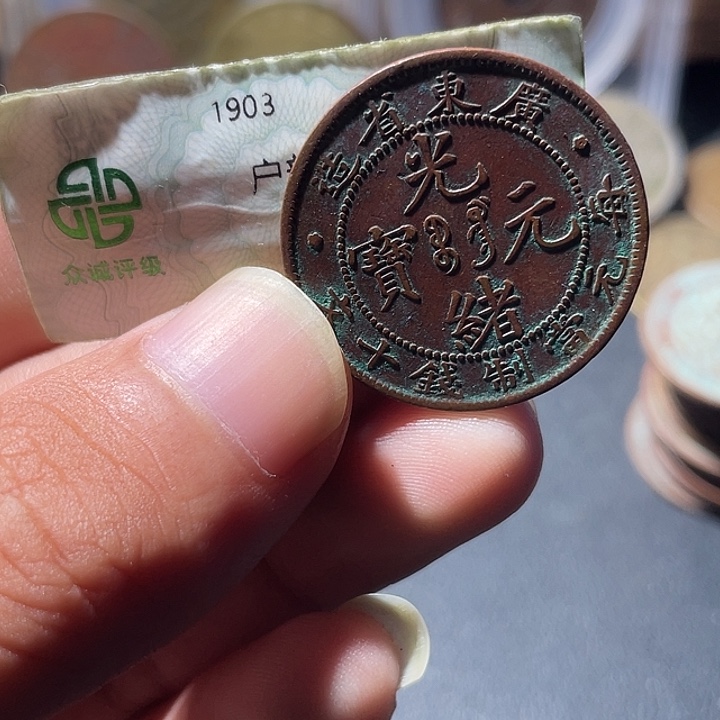 1903
户
众诚评级
廣東省造
光緒元寶
每元當制錢十文